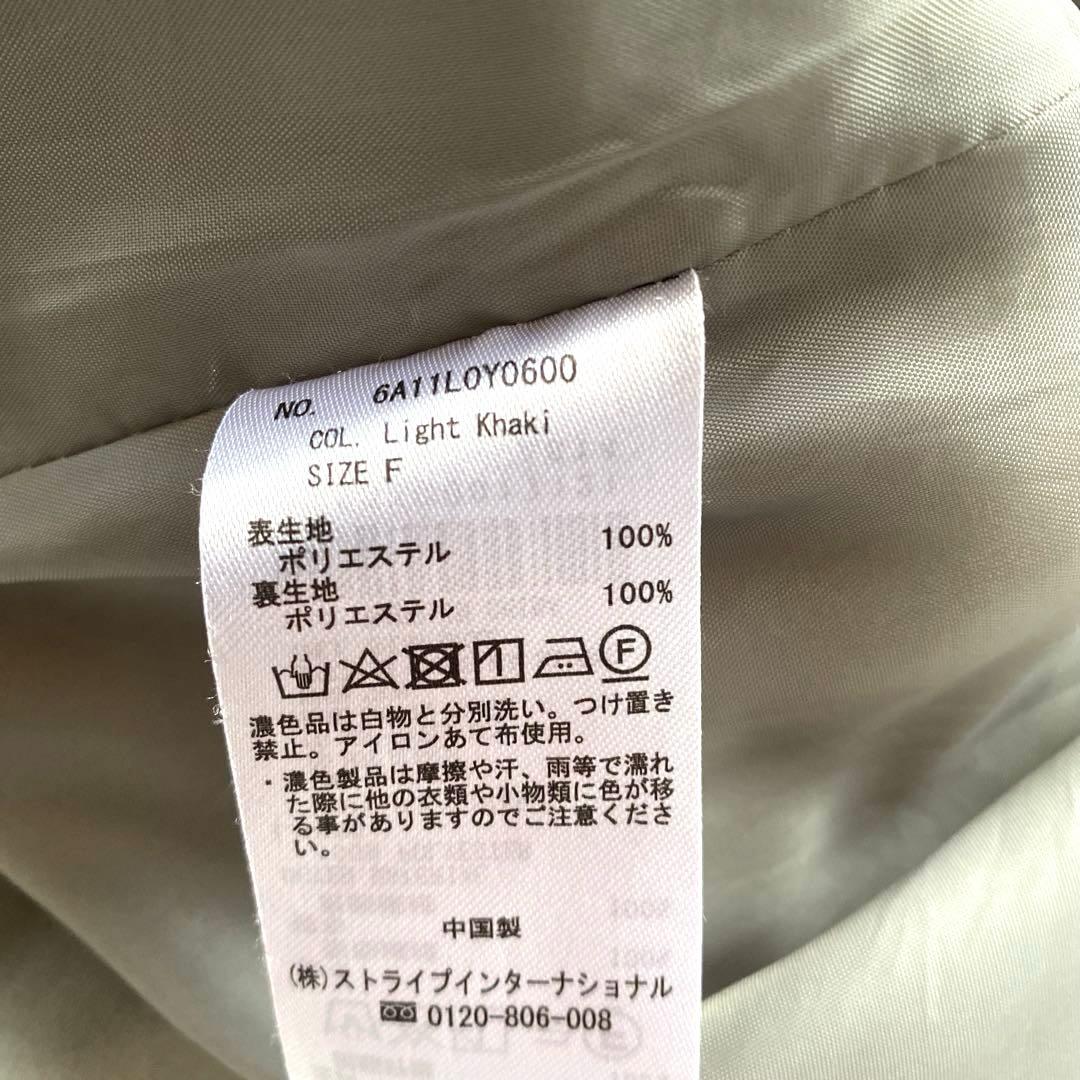 NO. 6A11L0Y0600
COL. Light Khaki
SIZE F
表生地
ポリエステル 100%
裏生地
ポリエステル 100%
F
濃色品は白物と分別洗い。つけ置き
禁止。アイロンあて布使用。
・濃色製品は摩擦や汗、雨等で濡れ
た際に他の衣類や小物類に色が移
る事がありますのでご注意くださ
い。
中国製
(株)ストライプインターナショナル
0120-806-008